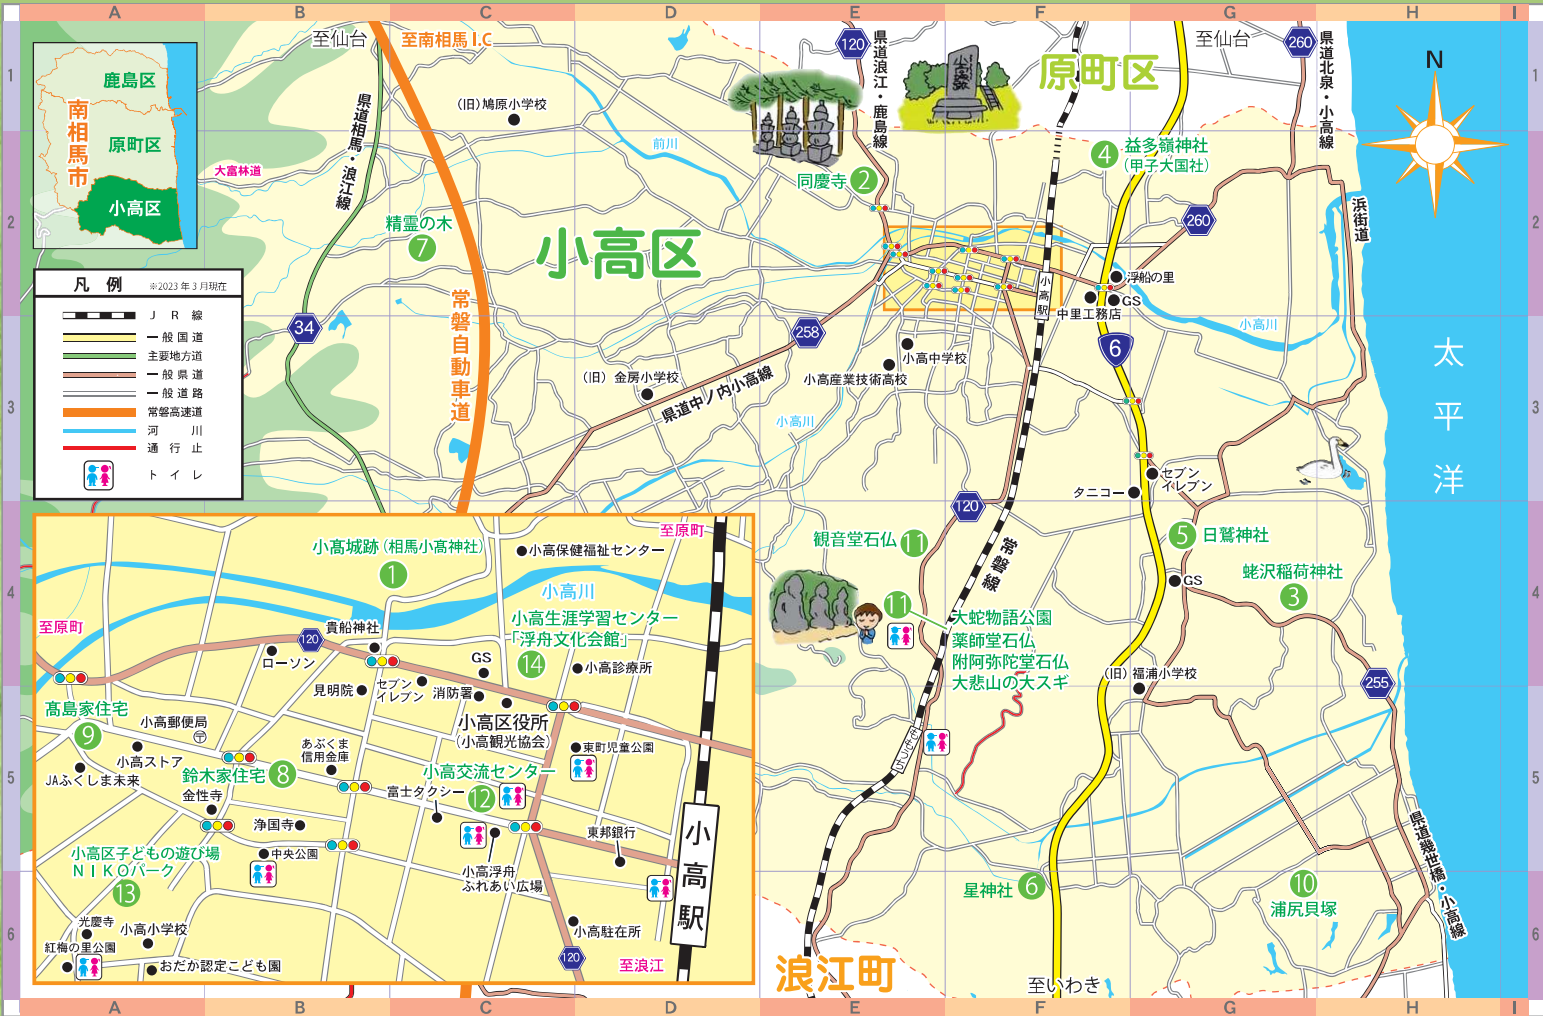 A B C D E F G H I
1
2
3
4
5
6
鹿島区
原町区
小高区
南相馬市
凡 例 ※2023年3月現在
J R 線
一般国道
主要地方道
一般県道
一般道路
常磐高速道
河 川
通 行 止
ト イ レ
至仙台
至南相馬I.C
県道相馬・浪江線
大富林道
(旧)鳩原小学校
精霊の木
7
34
常磐自動車道
小高区
前川
120
県道浪江・鹿島線
同慶寺 2
原町区
至仙台
260
県道北泉・小高線
4 益多嶺神社
(甲子大国社)
260
浜街道
N
浮船の里
GS
中里工務店
小高駅
小高川
6
258
小高中学校
小高産業技術高校
(旧)金房小学校
県道中ノ内小高線
小高川
太平洋
セブン
イレブン
タニコー
120
常磐線
観音堂石仏 11
11
大蛇物語公園
薬師堂石仏
附阿弥陀堂石仏
大悲山の大スギ
5 日鷲神社
GS
蛯沢稲荷神社
3
(旧)福浦小学校
255
ももうち
星神社 6
10
浦尻貝塚
県道幾世橋・小高線
浪江町
至いわき
小髙城跡(相馬小髙神社)
1
小高保健福祉センター
至原町
小高川
小高生涯学習センター
「浮舟文化会館」
14
至原町
120
貴船神社
ローソン
GS
小高診療所
見明院
セブン
イレブン
消防署
小高区役所
(小高観光協会)
髙島家住宅
9
小高郵便局
小高ストア
JAふくしま未来
鈴木家住宅 8
あぶくま
信用金庫
小高交流センター
12
富士タクシー
東町児童公園
金性寺
浄国寺
東邦銀行
中央公園
小高浮舟
ふれあい広場
小高区子どもの遊び場
NIKOパーク
13
小高駅
光慶寺
小高小学校
紅梅の里公園
おだか認定こども園
小高駐在所
120
至浪江
A B C D E F G H I
1
2
3
4
5
6